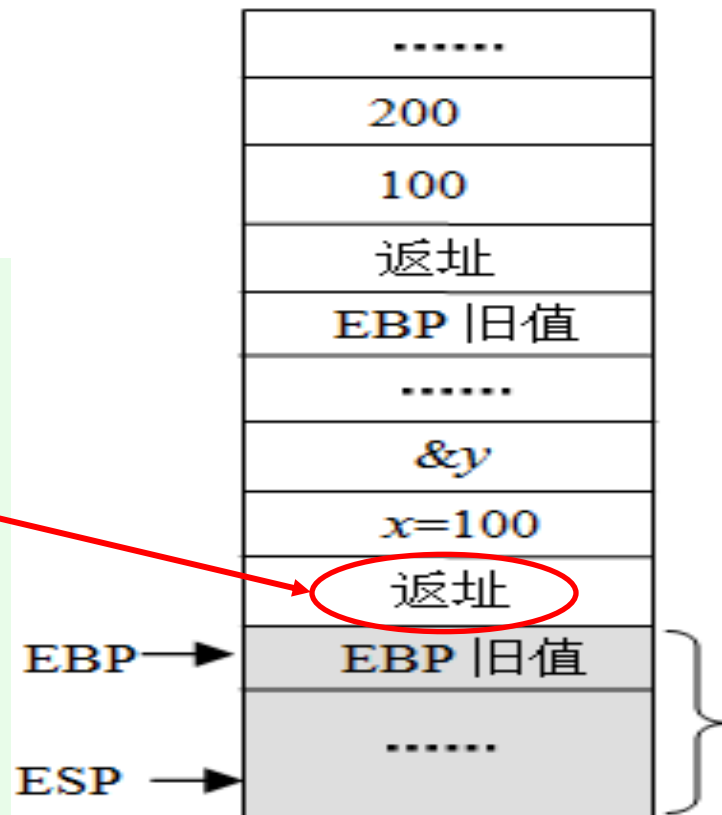 ......
200
100
返址
EBP 旧值
......
&y
x=100
返址
EBP
EBP 旧值
......
ESP